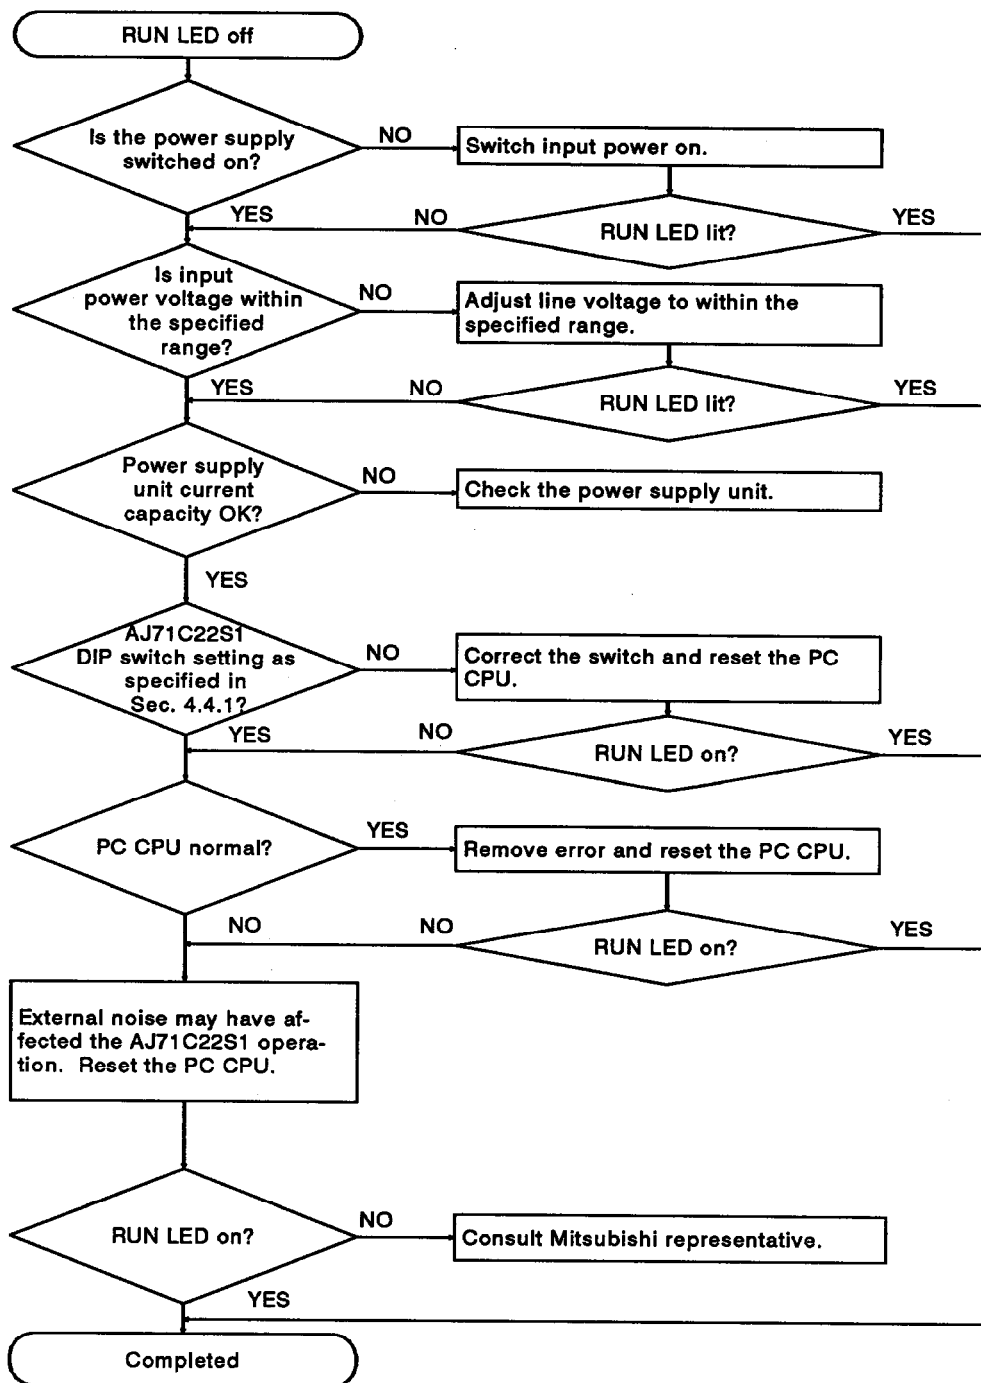 RUN LED off
Is the power supply
switched on?
NO
Switch input power on.
YES
NO
RUN LED lit?
YES
Is input
power voltage within
the specified
range?
NO
Adjust line voltage to within the
specified range.
YES
NO
RUN LED lit?
YES
Power supply
unit current
capacity OK?
NO
Check the power supply unit.
YES
AJ71C22S1
DIP switch setting as
specified in
Sec. 4.4.1?
NO
Correct the switch and reset the PC
CPU.
YES
NO
RUN LED on?
YES
PC CPU normal?
YES
Remove error and reset the PC CPU.
NO
NO
RUN LED on?
YES
External noise may have af-
fected the AJ71C22S1 opera-
tion. Reset the PC CPU.
RUN LED on?
NO
Consult Mitsubishi representative.
YES
Completed